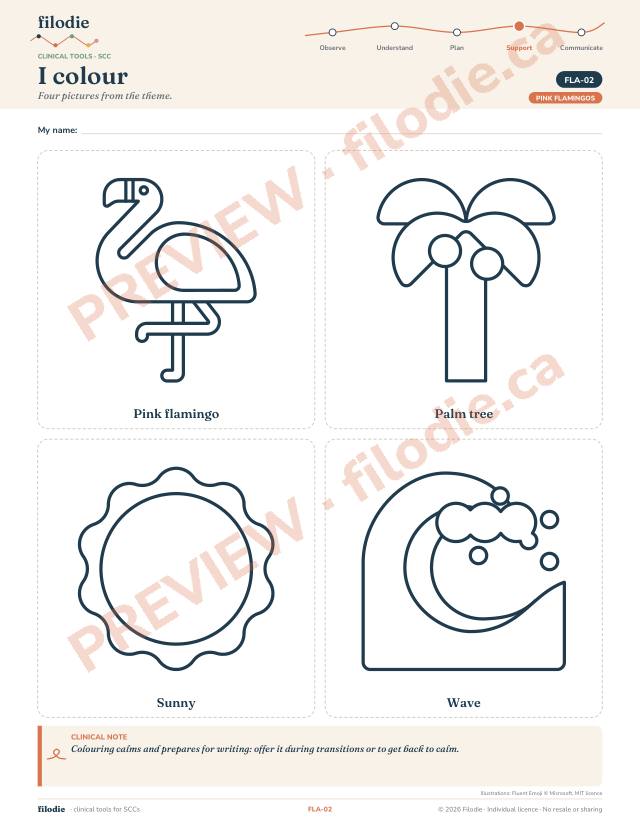 filodie
CLINICAL TOOLS · SCC
I colour
Four pictures from the theme.
Observe
Understand
Plan
Support
Communicate
FLA-02
PINK FLAMINGOS
My name:
PREVIEW · filodie.ca
Pink flamingo
Palm tree
PREVIEW · filodie.ca
Sunny
Wave
CLINICAL NOTE
Colouring calms and prepares for writing: offer it during transitions or to get back to calm.
Illustrations: Fluent Emoji © Microsoft, MIT licence
filodie · clinical tools for SCCs
FLA-02
© 2026 Filodie · Individual licence · No resale or sharing